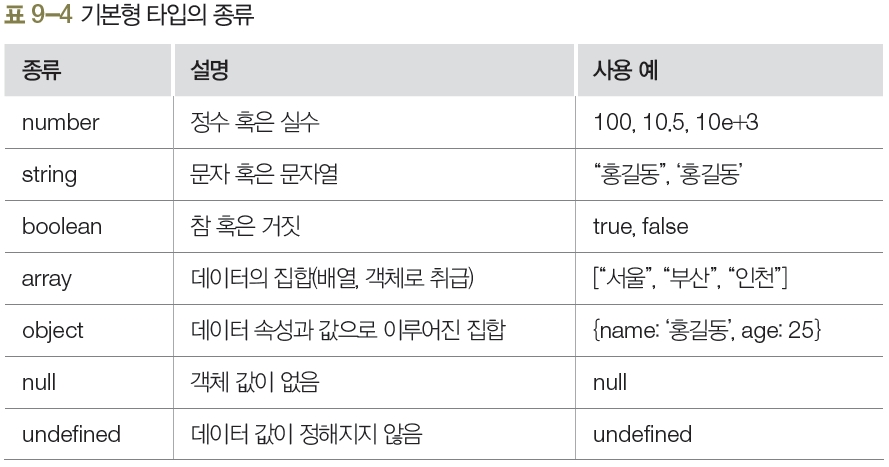 표 9-4 기본형 타입의 종류
종류 설명 사용 예
number 정수 혹은 실수 100, 10.5, 10e+3
string 문자 혹은 문자열 “홍길동”, ‘홍길동’
boolean 참 혹은 거짓 true, false
array 데이터의 집합(배열, 객체로 취급) [“서울”, “부산”, “인천”]
object 데이터 속성과 값으로 이루어진 집합 {name: ‘홍길동’, age: 25}
null 객체 값이 없음 null
undefined 데이터 값이 정해지지 않음 undefined